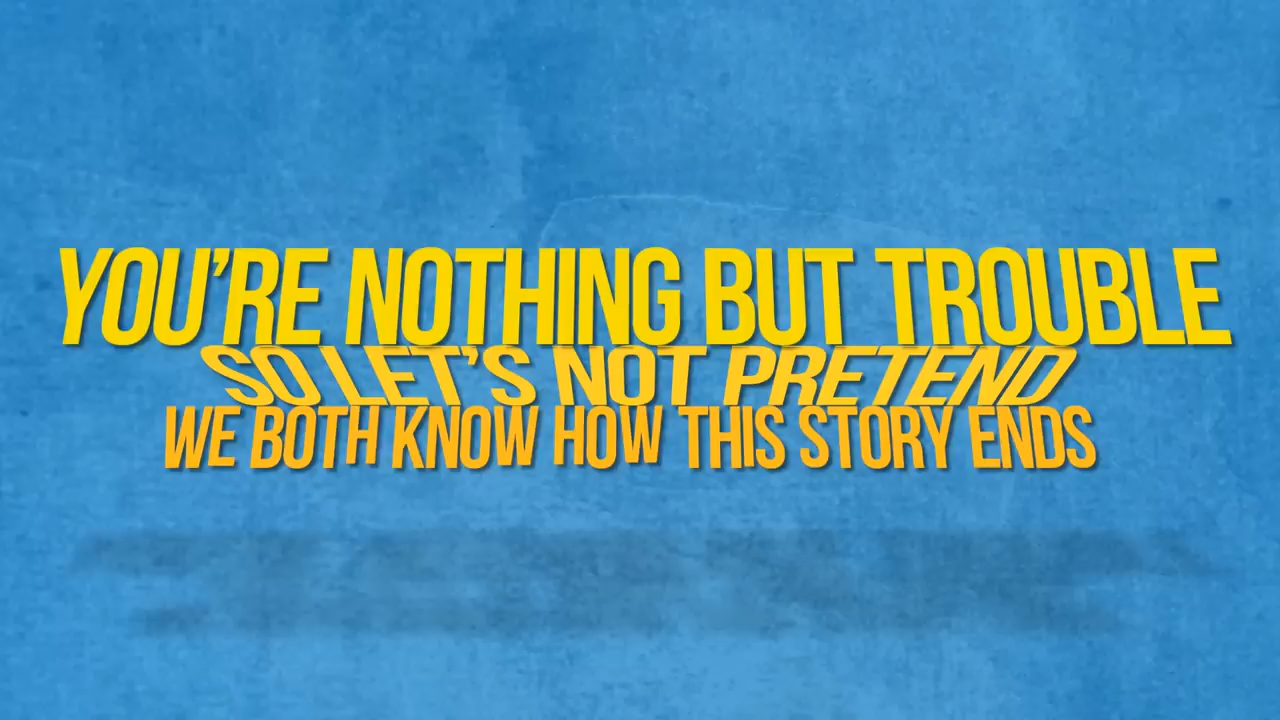 YOU'RE NOTHING BUT TROUBLE
SO LET'S NOT PRETEND
WE BOTH KNOW HOW THIS STORY ENDS